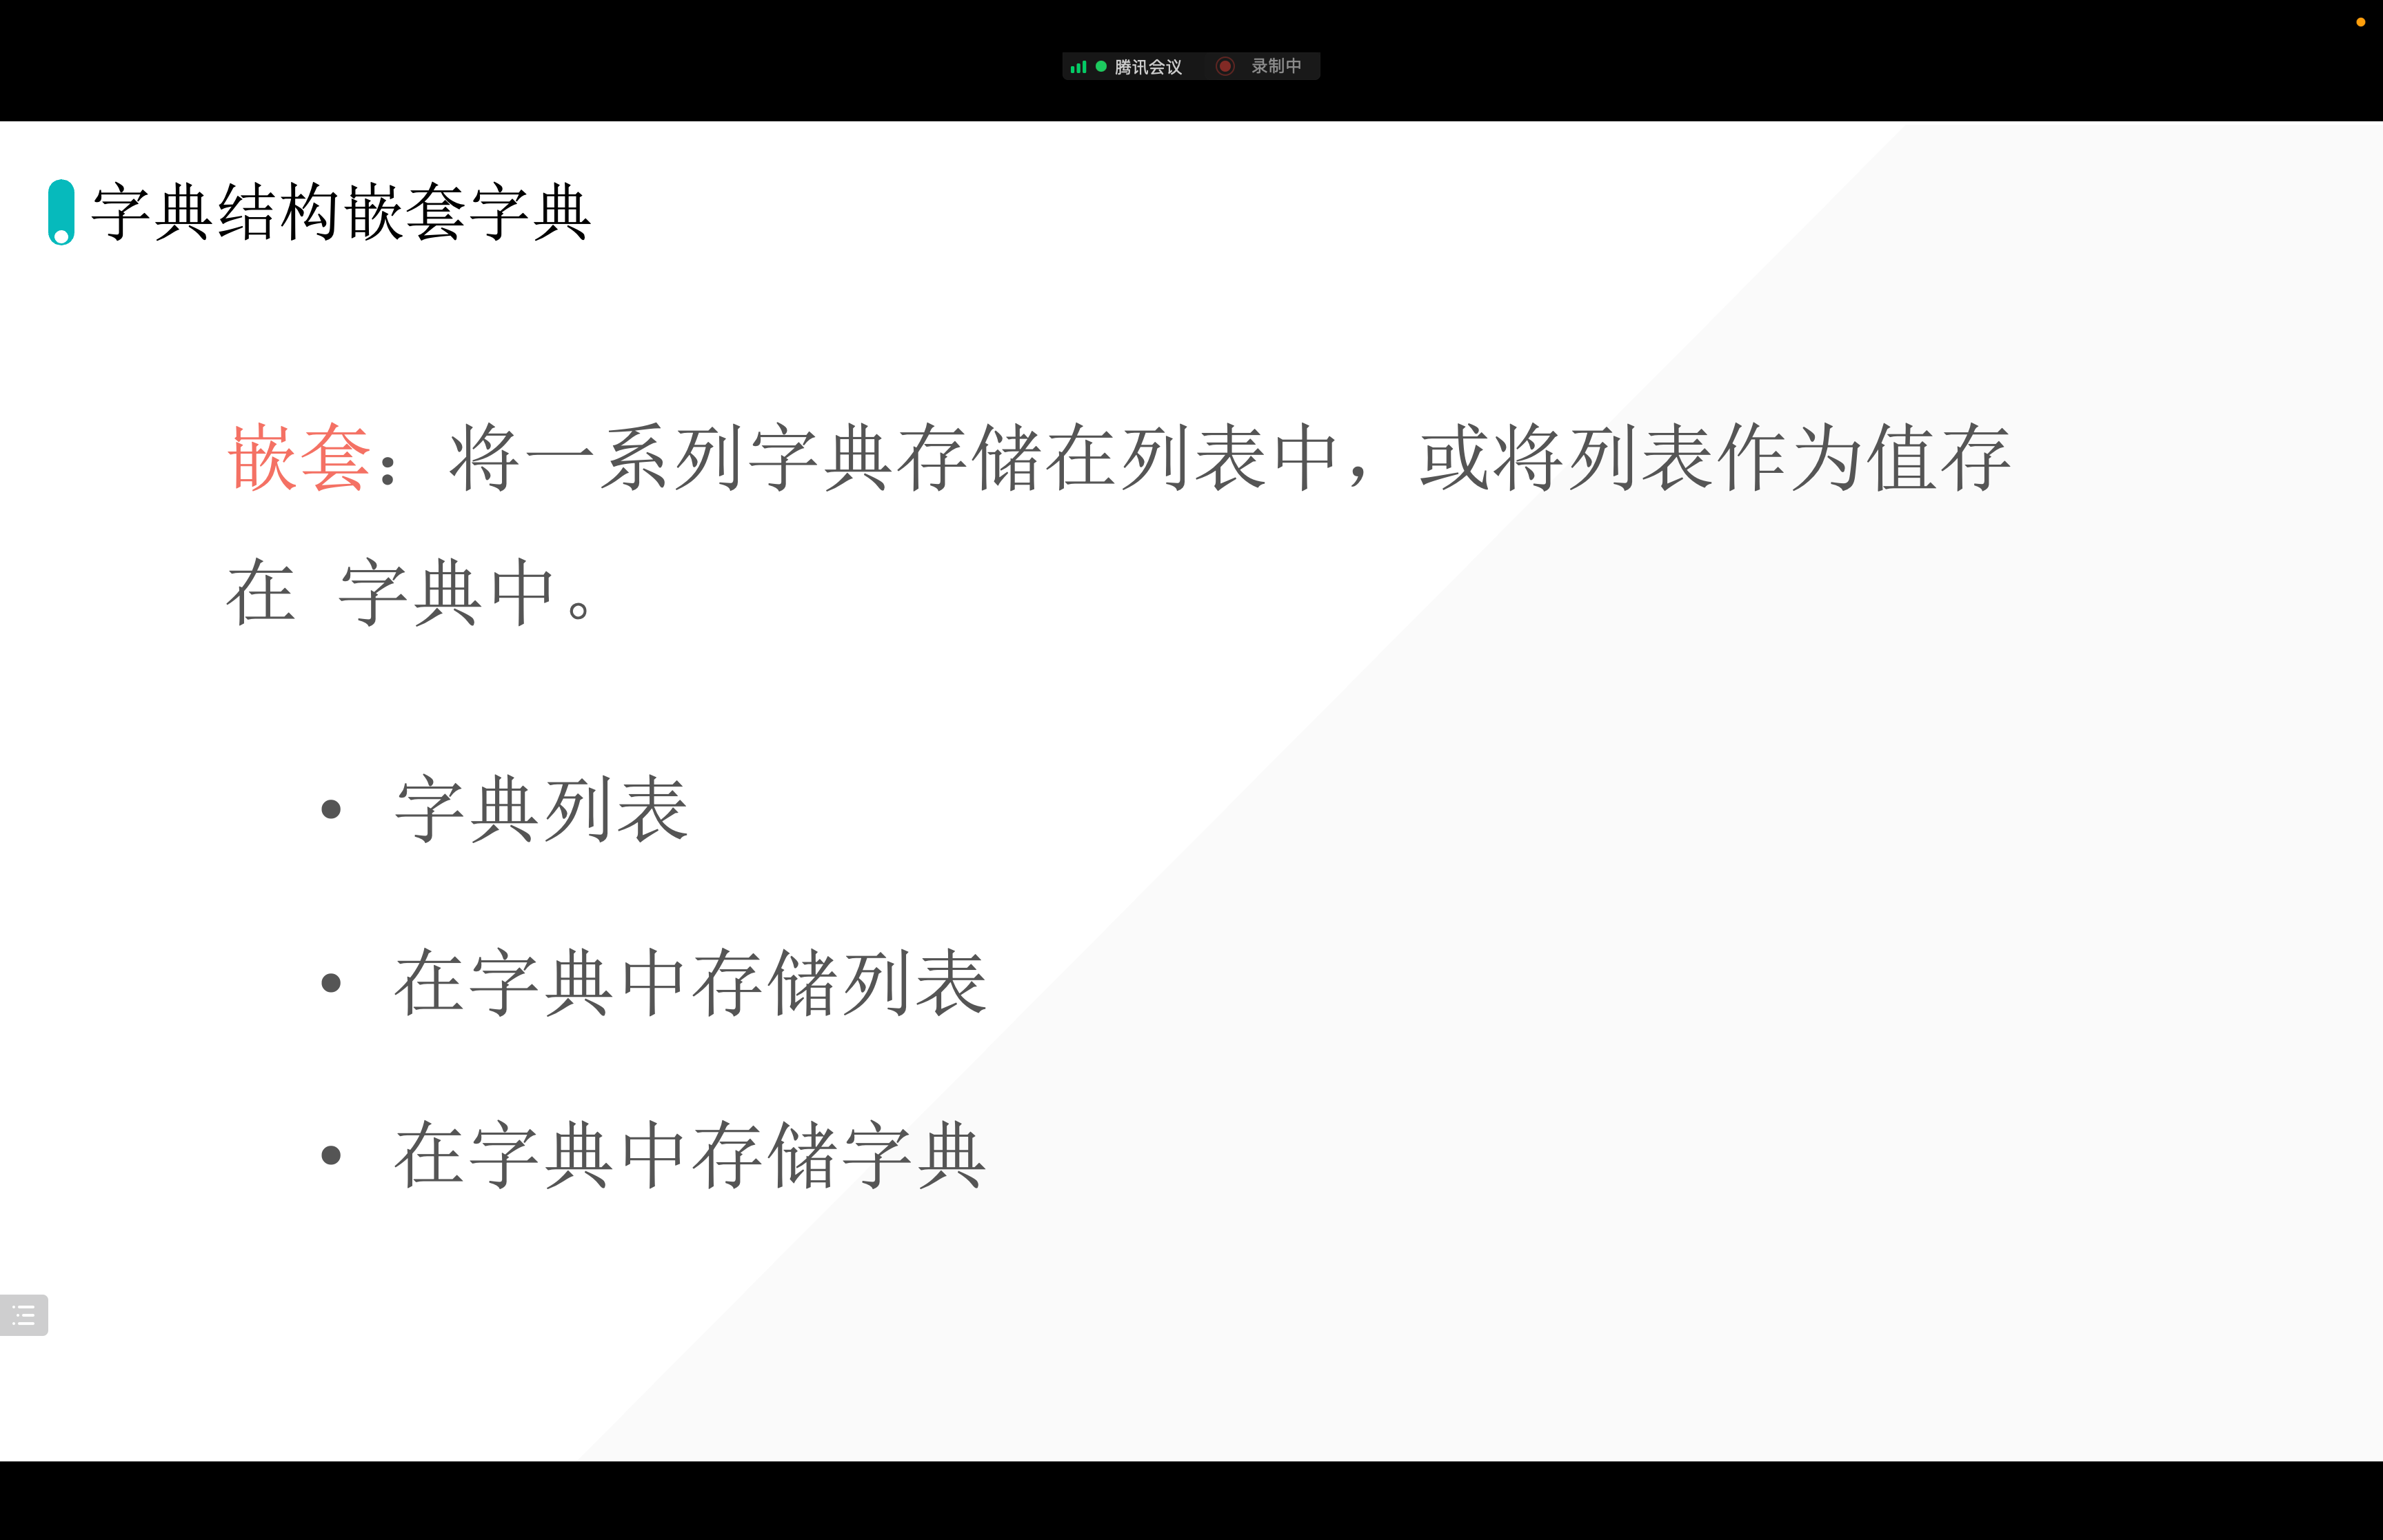 腾讯会议 录制中
字典结构嵌套字典
嵌套：将一系列字典存储在列表中，或将列表作为值存
在 字典中。
• 字典列表
• 在字典中存储列表
• 在字典中存储字典